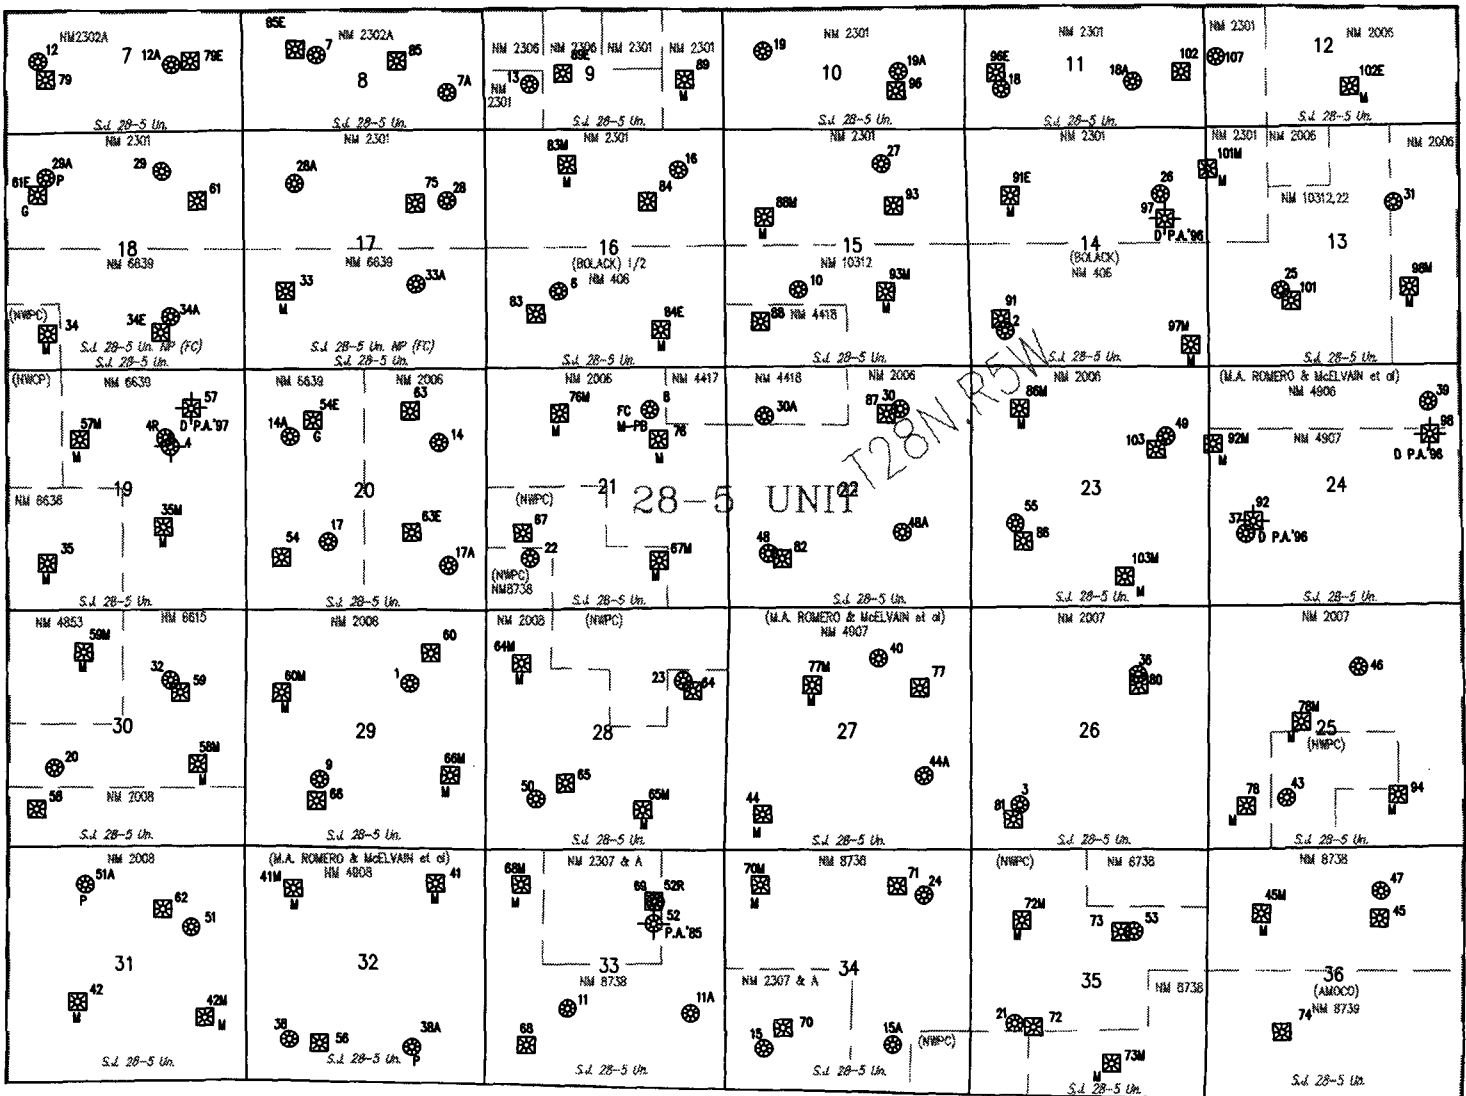 NM2302A
12
7
12A
79E
79
S.J. 28-5 Un.
85E
7
NM 2302A
85
8
7A
S.J. 28-5 Un.
NM 2306
NM 2306
NM 2301
NM 2301
89E
9
13
NM
2301
89
M
NM 2301
19
10
19A
96
S.J. 28-5 Un.
NM 2301
96E
18
11
18A
102
S.J. 28-5 Un.
NM 2301
12
NM 2006
107
102E
M
S.J. 28-5 Un.
NM 2301
29A
P
29
61E
G
61
18
NM 6639
(NWPC)
34
M
34E
34A
S.J. 28-5 Un. NP (FC)
S.J. 28-5 Un.
NM 2301
28A
75
28
17
NM 6639
33
M
33A
S.J. 28-5 Un. NP (FC)
S.J. 28-5 Un.
NM 2301
83M
M
16
84
16
(BOLACK) 1/2
NM 406
6
83
84E
M
S.J. 28-5 Un.
NM 2301
27
88M
M
93
15
NM 10312
10
93M
M
88
NM 4418
S.J. 28-5 Un.
NM 2301
91E
M
26
97
D P.A.'96
14
(BOLACK)
NM 406
91
2
97M
M
NM 2301
NM 2006
NM 2006
101M
M
NM 10312,22
31
13
25
101
98M
M
S.J. 28-5 Un.
T28N,R5W
28-5 UNIT
(NWCP)
NM 6639
57
D P.A.'97
57M
M
4R
4
19
NM 6636
35M
M
35
M
S.J. 28-5 Un.
NM 6639
NM 2006
54E
G
14A
63
14
20
54
17
63E
17A
S.J. 28-5 Un.
NM 2006
NM 4417
76M
M
8
FC
M-PB
76
M
21
(NWPC)
67
22
(NWPC)
NM8738
67M
M
S.J. 28-5 Un.
NM 4418
NM 2006
30A
87
30
22
48
82
48A
S.J. 28-5 Un.
NM 2006
86M
M
103
49
23
55
86
103M
M
S.J. 28-5 Un.
(M.A. ROMERO & McELVAIN et al)
NM 4906
39
NM 4907
98
D P.A.'96
92M
M
24
92
37
D P.A.'96
S.J. 28-5 Un.
NM 4853
NM 6615
59M
M
32
59
30
20
58M
M
NM 2008
58
S.J. 28-5 Un.
NM 2008
60
1
60M
M
29
9
66
66M
M
S.J. 28-5 Un.
NM 2008
(NWPC)
64M
M
23
64
28
50
65
65M
M
S.J. 28-5 Un.
(M.A. ROMERO & McELVAIN et al)
NM 4907
40
77M
M
77
27
44A
44
M
S.J. 28-5 Un.
NM 2007
36
80
26
3
81
S.J. 28-5 Un.
NM 2007
46
78M
M
25
(NWPC)
78
M
43
94
M
S.J. 28-5 Un.
NM 2008
51A
P
62
51
31
42
M
42M
M
S.J. 28-5 Un.
(M.A. ROMERO & McELVAIN et al)
NM 4908
41M
M
41
M
32
38
56
38A
P
S.J. 28-5 Un.
68M
M
NM 2307 & A
69
52R
52
P.A.'85
33
NM 8738
11
11A
68
S.J. 28-5 Un.
NM 8738
70M
M
71
24
NM 2307 & A
34
15
70
15A
(NWPC)
(NWPC)
NM 8738
72M
M
73
53
35
NM 8738
21
72
73M
M
S.J. 28-5 Un.
NM 8738
47
45M
M
45
36
(AMOCO)
NM 8739
74
S.J. 28-5 Un.